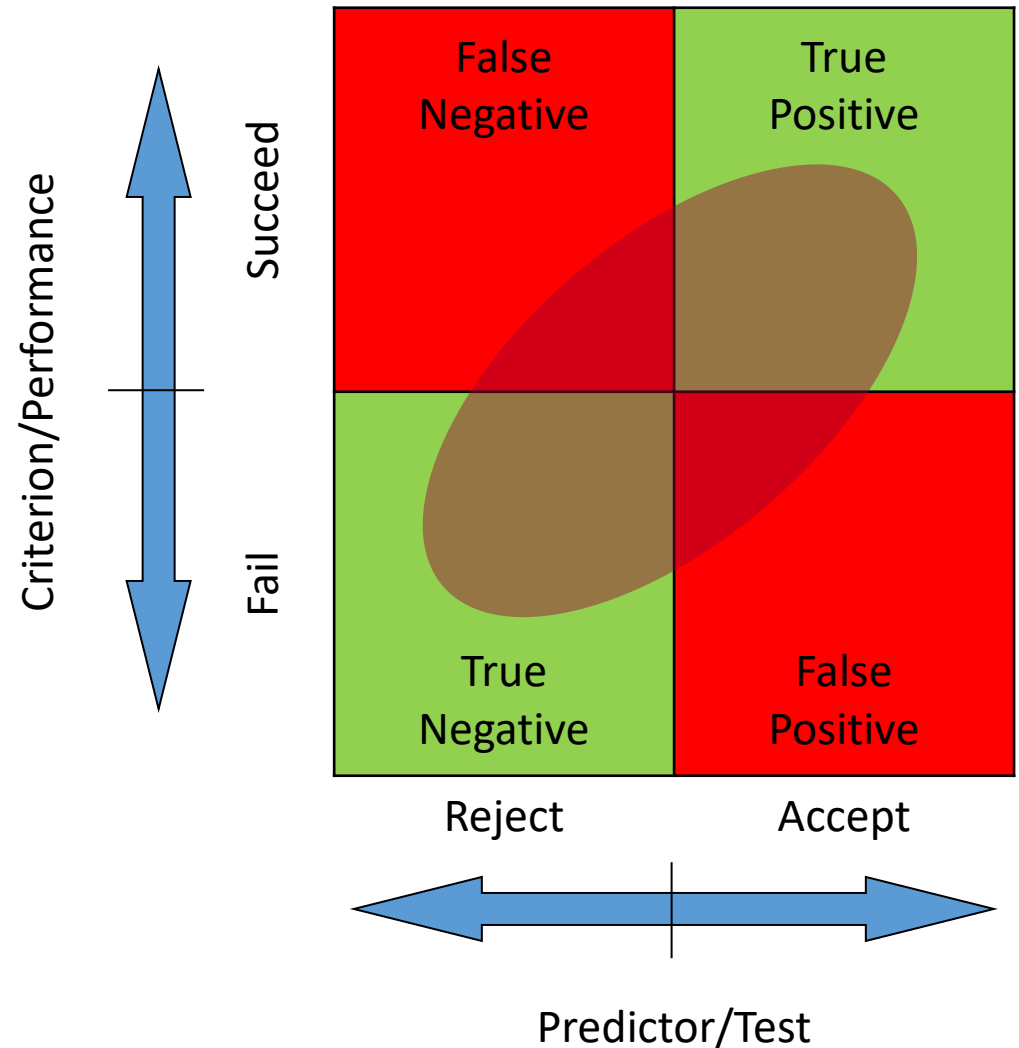 False
Negative
True
Positive
Criterion/Performance
Succeed
Fail
True
Negative
False
Positive
Reject
Accept
Predictor/Test